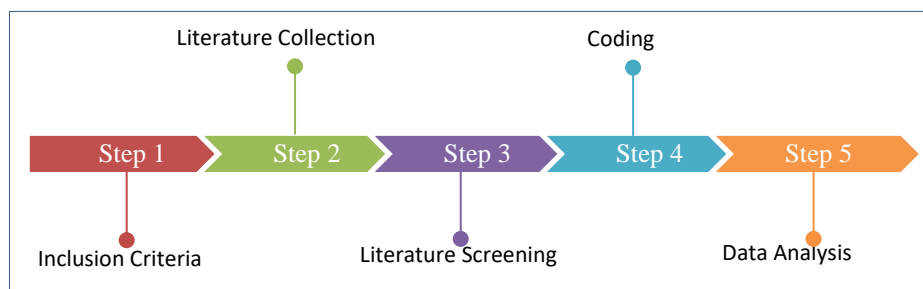 Literature Collection
Coding
Step 1
Step 2
Step 3
Step 4
Step 5
Inclusion Criteria
Literature Screening
Data Analysis